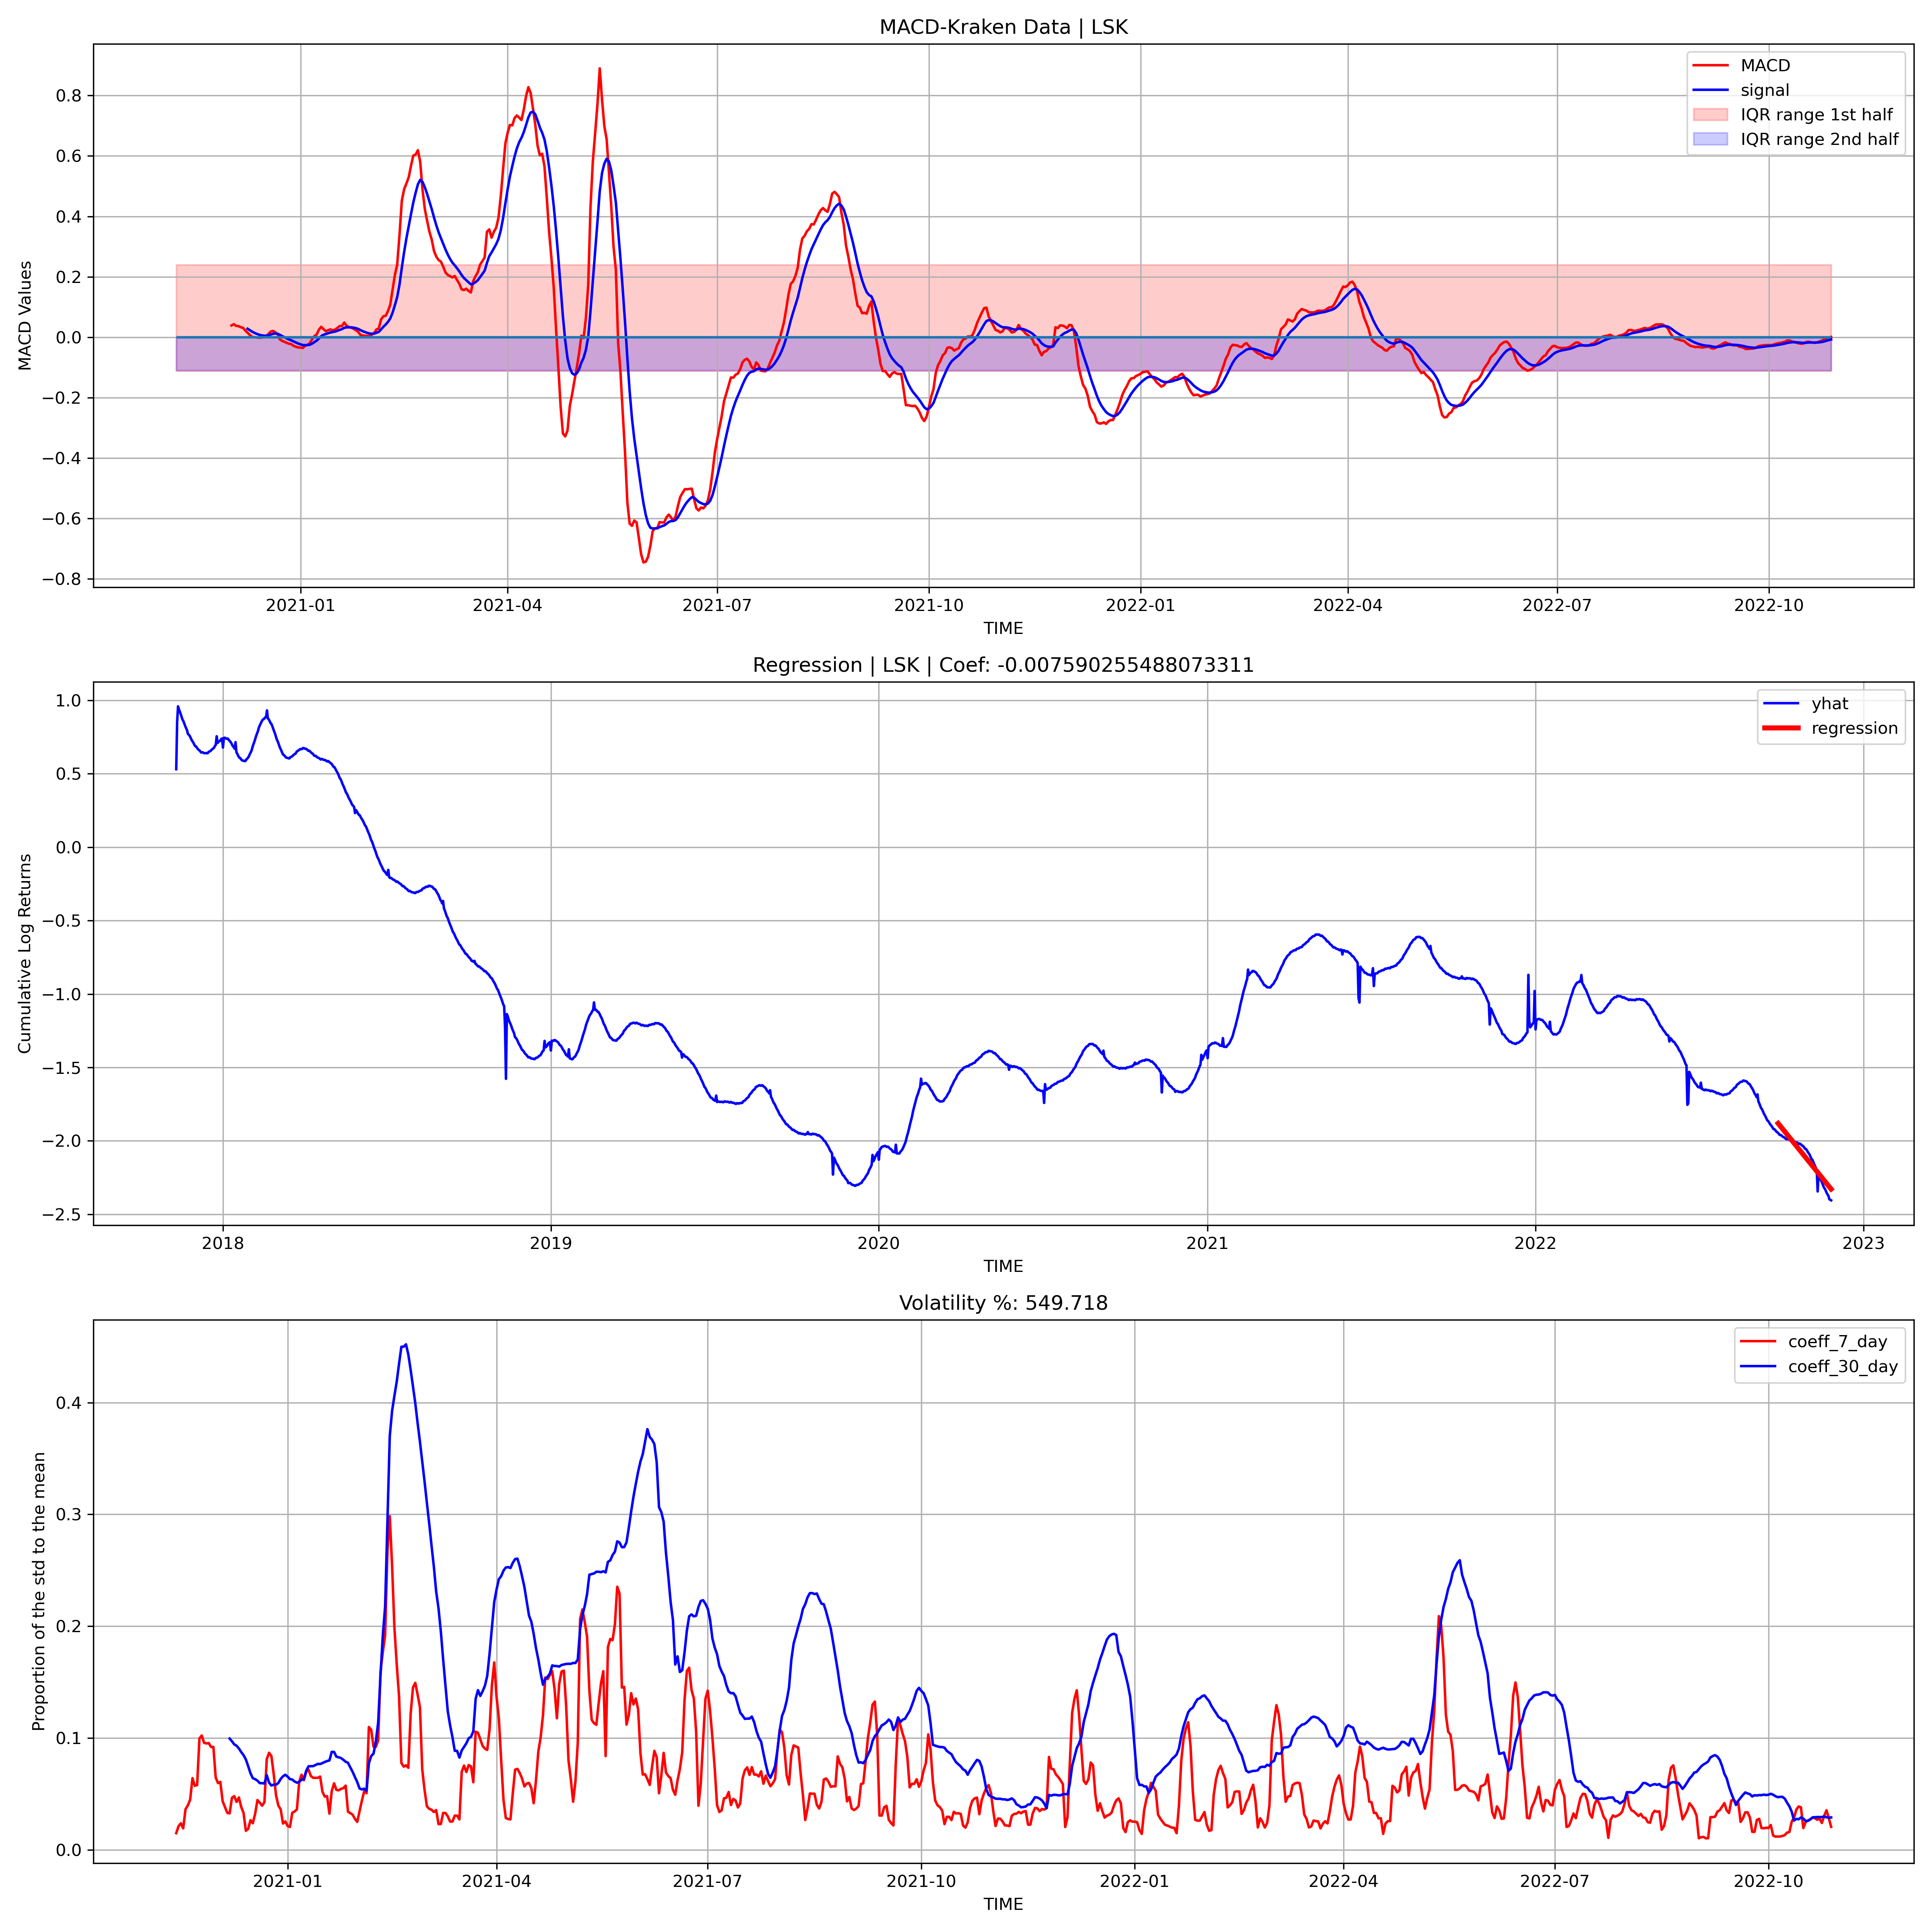 MACD-Kraken Data | LSK
MACD
signal
IQR range 1st half
IQR range 2nd half
MACD Values
0.8
0.6
0.4
0.2
0.0
−0.2
−0.4
−0.6
−0.8
2021-01 2021-04 2021-07 2021-10 2022-01 2022-04 2022-07 2022-10
TIME
Regression | LSK | Coef: -0.007590255488073311
yhat
regression
Cumulative Log Returns
1.0
0.5
0.0
−0.5
−1.0
−1.5
−2.0
−2.5
2018 2019 2020 2021 2022 2023
TIME
Volatility %: 549.718
coeff_7_day
coeff_30_day
Proportion of the std to the mean
0.4
0.3
0.2
0.1
0.0
2021-01 2021-04 2021-07 2021-10 2022-01 2022-04 2022-07 2022-10
TIME